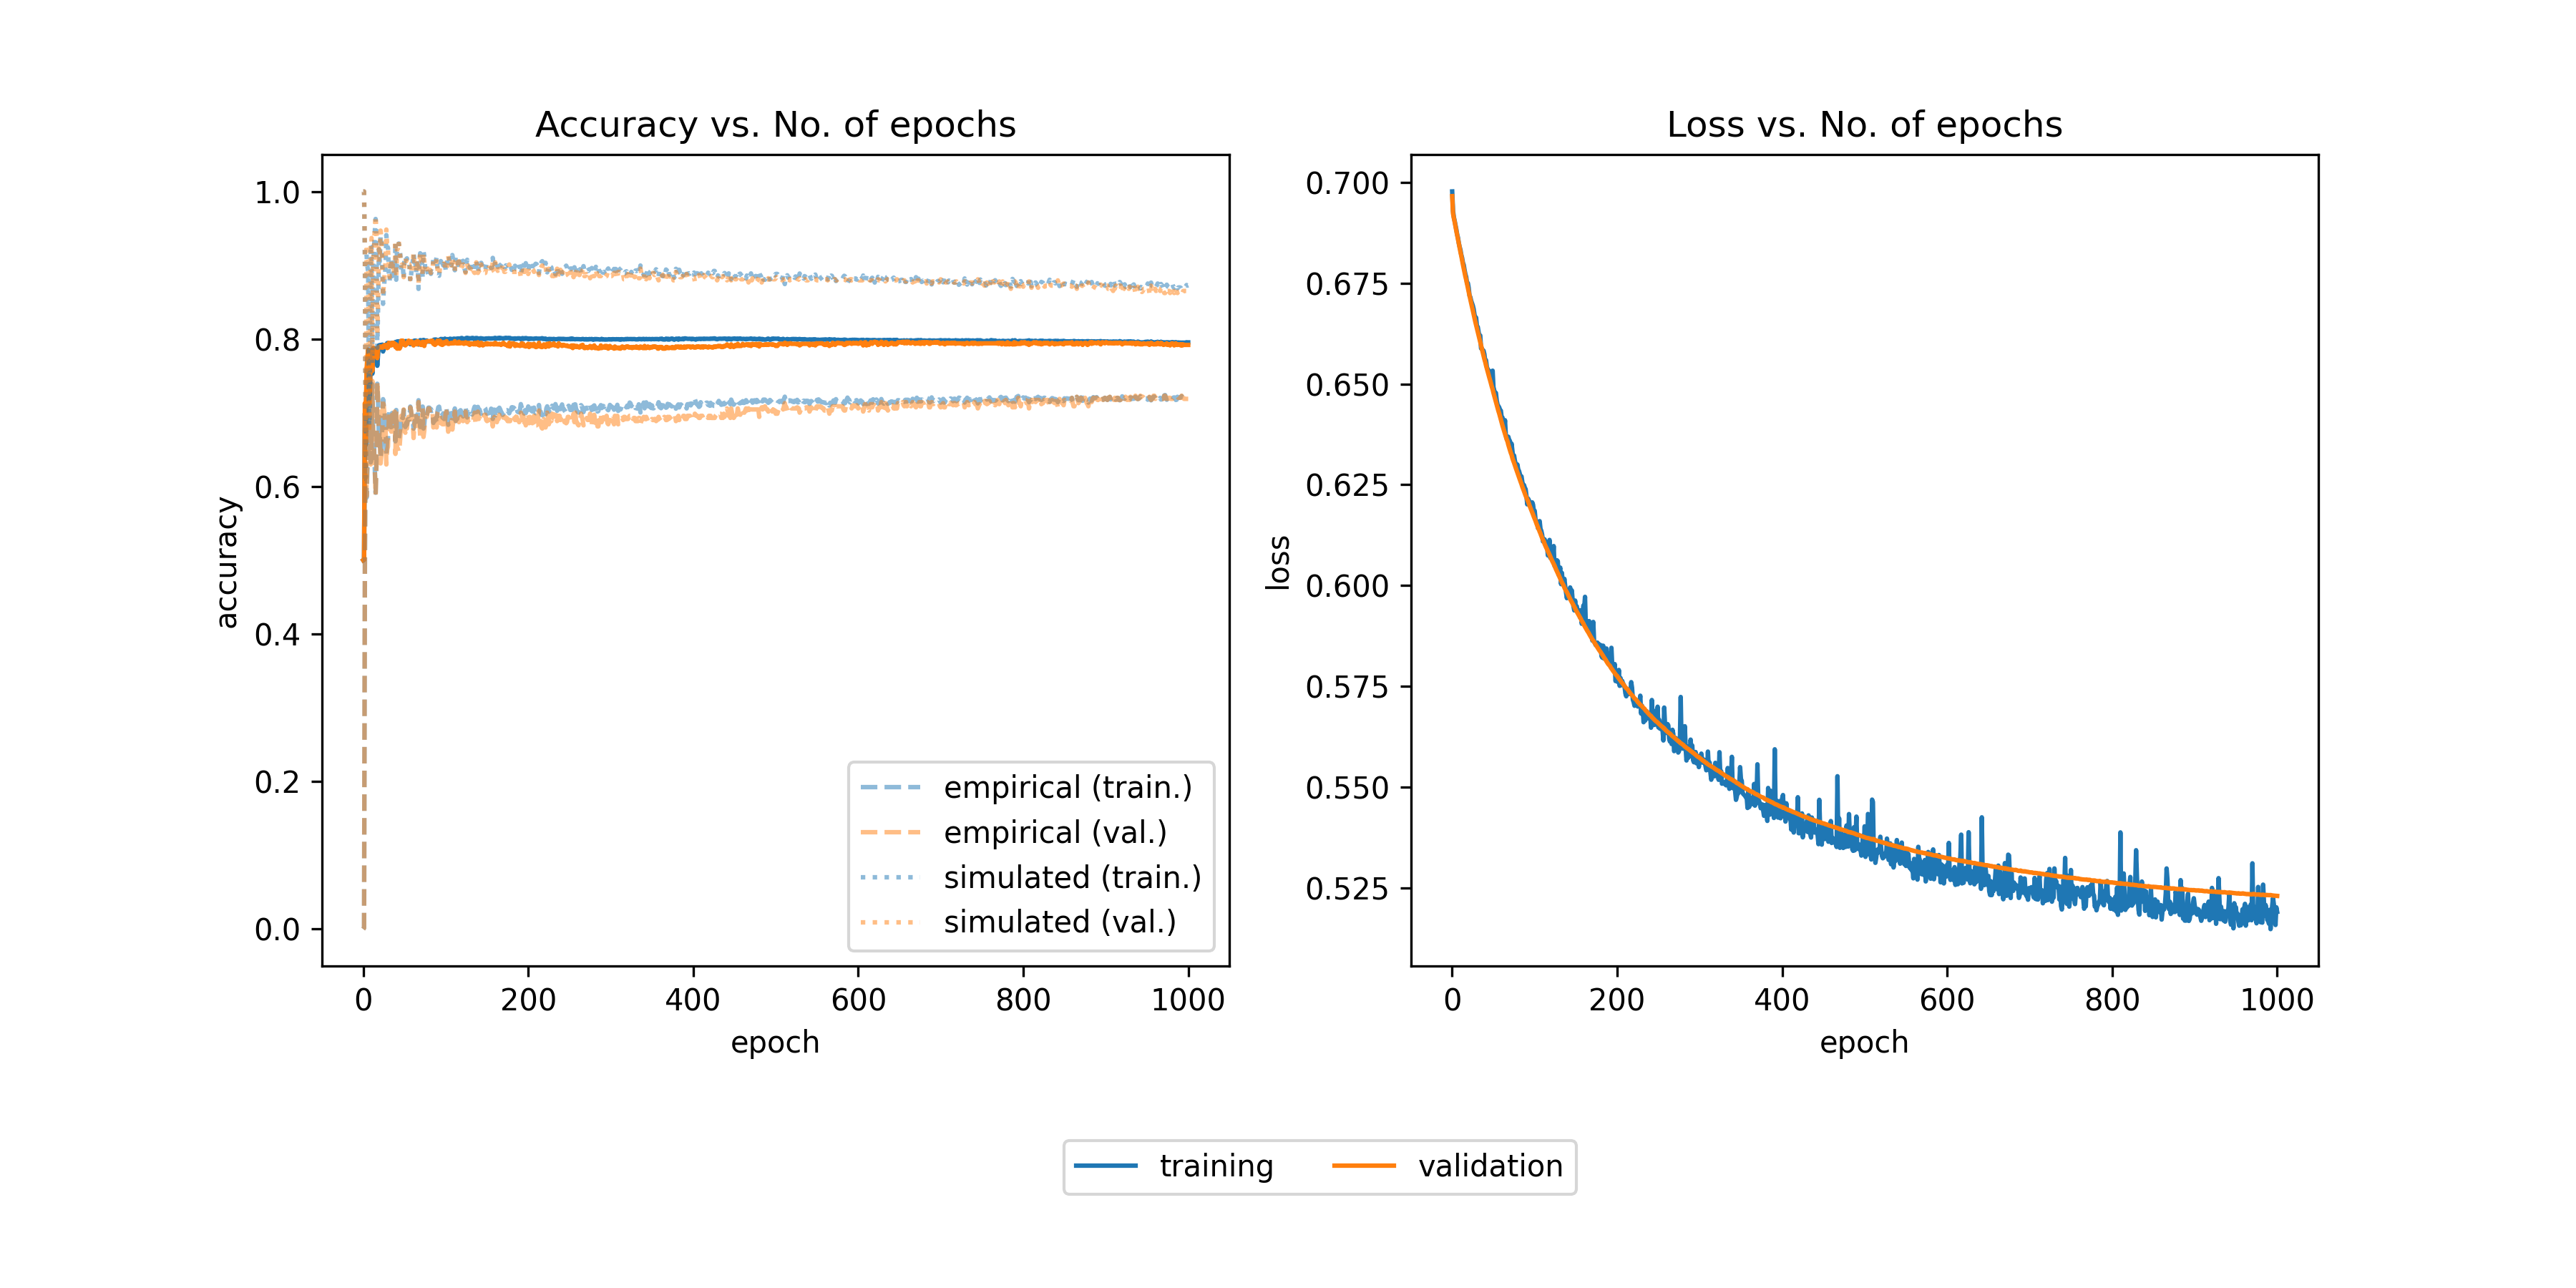 Accuracy vs. No. of epochs
1.0
0.8
0.6
0.4
0.2
0.0
accuracy
0 200 400 600 800 1000
epoch
empirical (train.)
empirical (val.)
simulated (train.)
simulated (val.)
Loss vs. No. of epochs
0.700
0.675
0.650
0.625
0.600
0.575
0.550
0.525
loss
0 200 400 600 800 1000
epoch
training validation